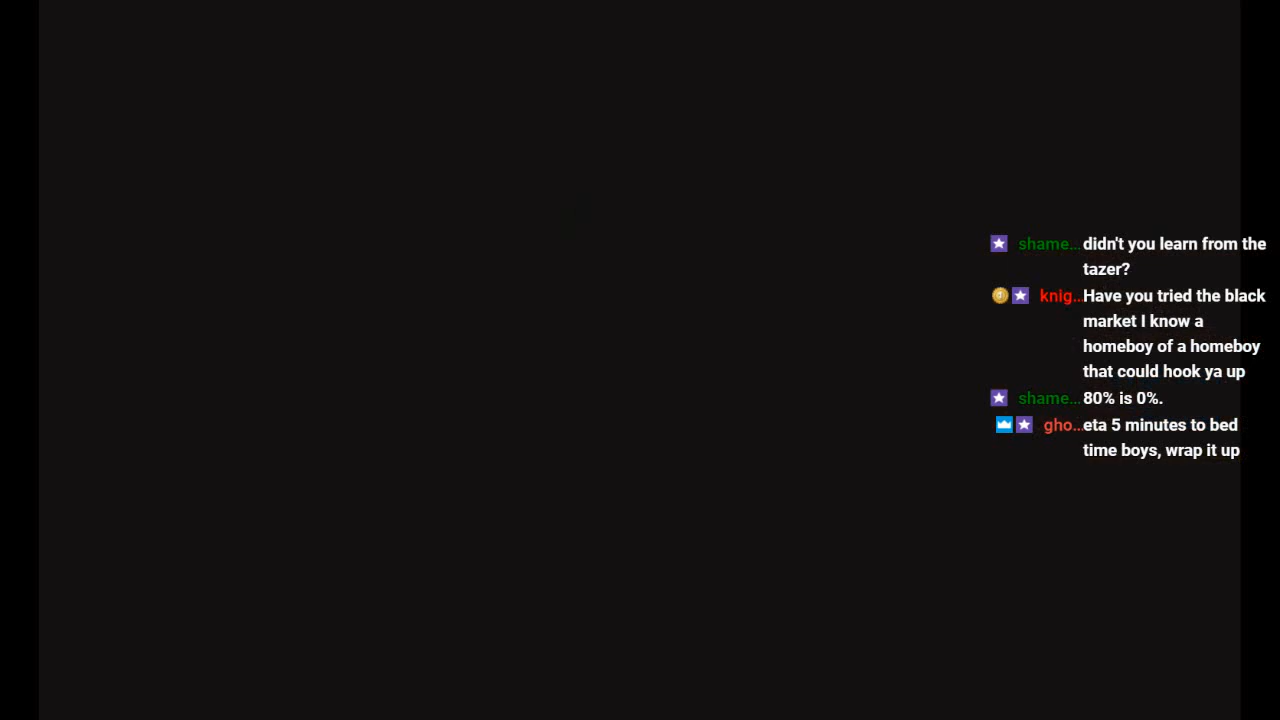 shame... didn't you learn from the
tazer?
knig... Have you tried the black
market I know a
homeboy of a homeboy
that could hook ya up
shame... 80% is 0%.
gho... eta 5 minutes to bed
time boys, wrap it up